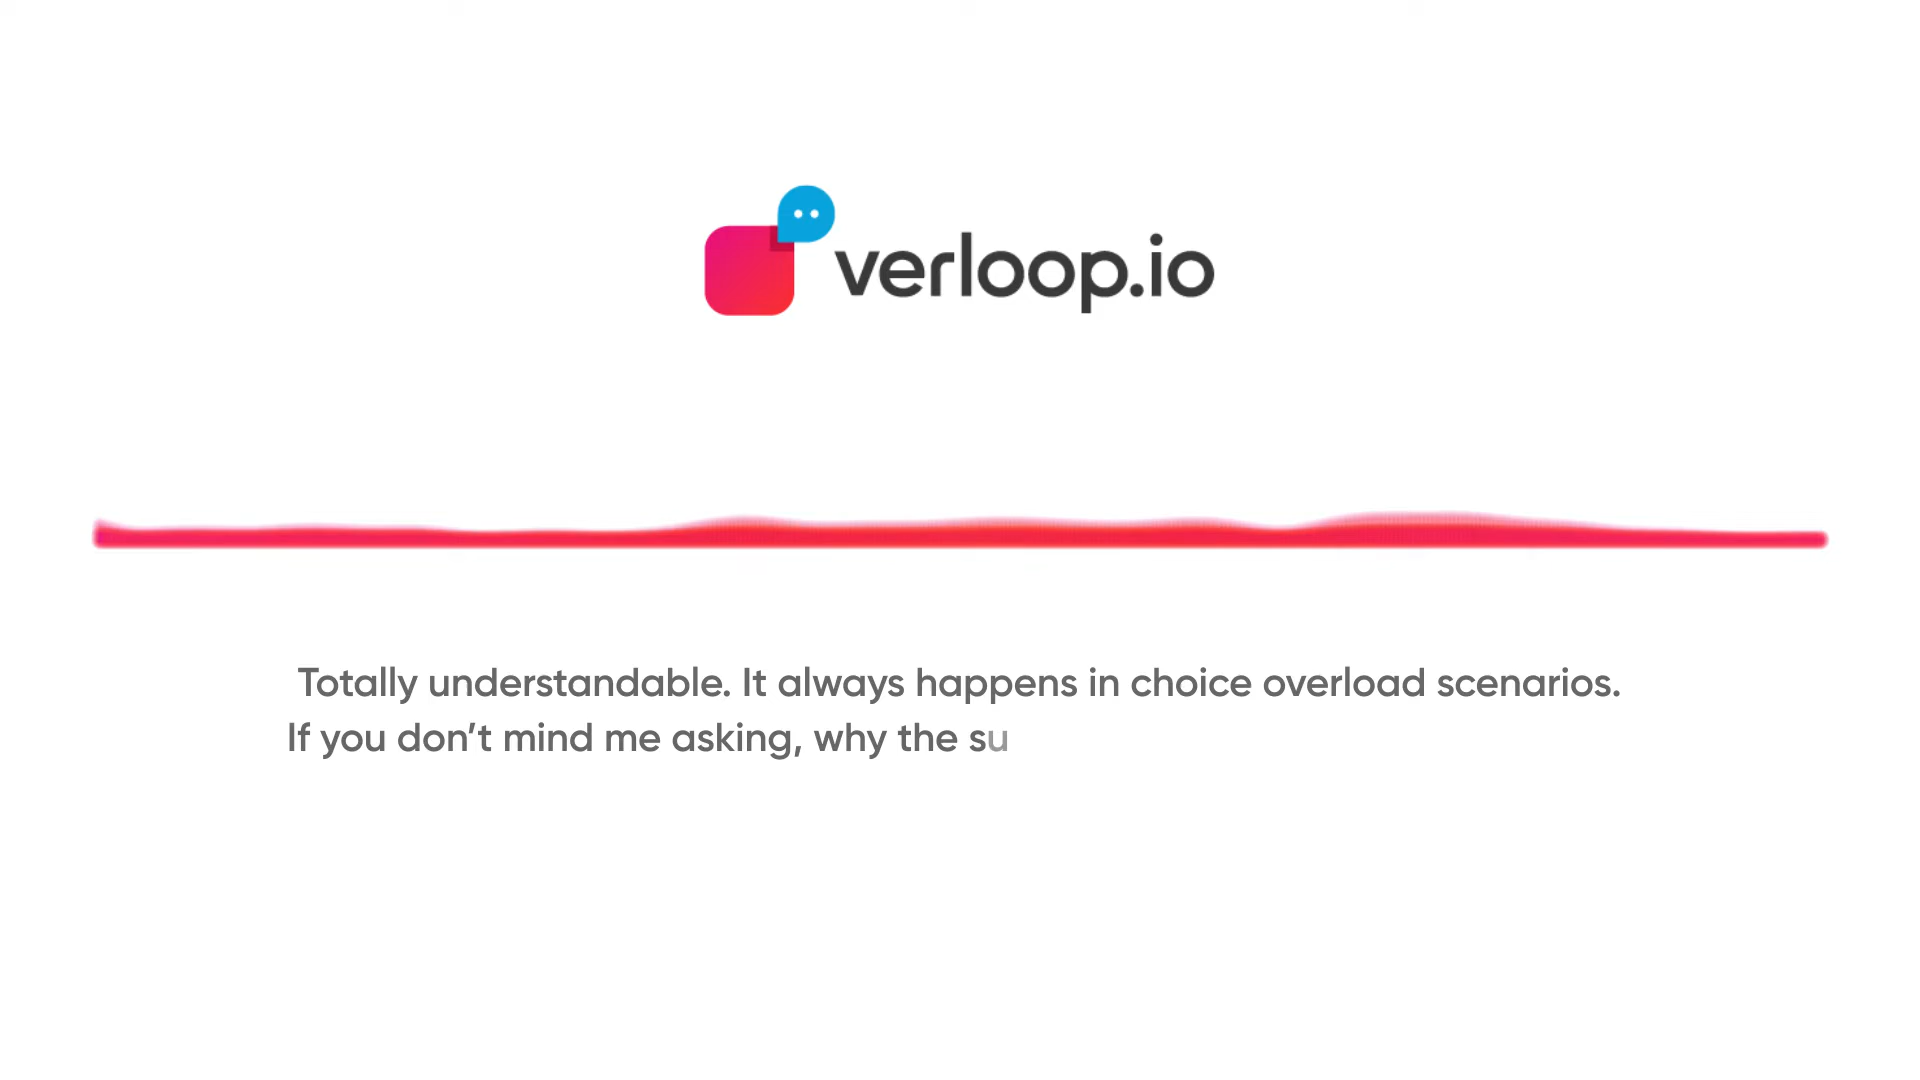 verloop.io
Totally understandable. It always happens in choice overload scenarios.
If you don’t mind me asking, why the su